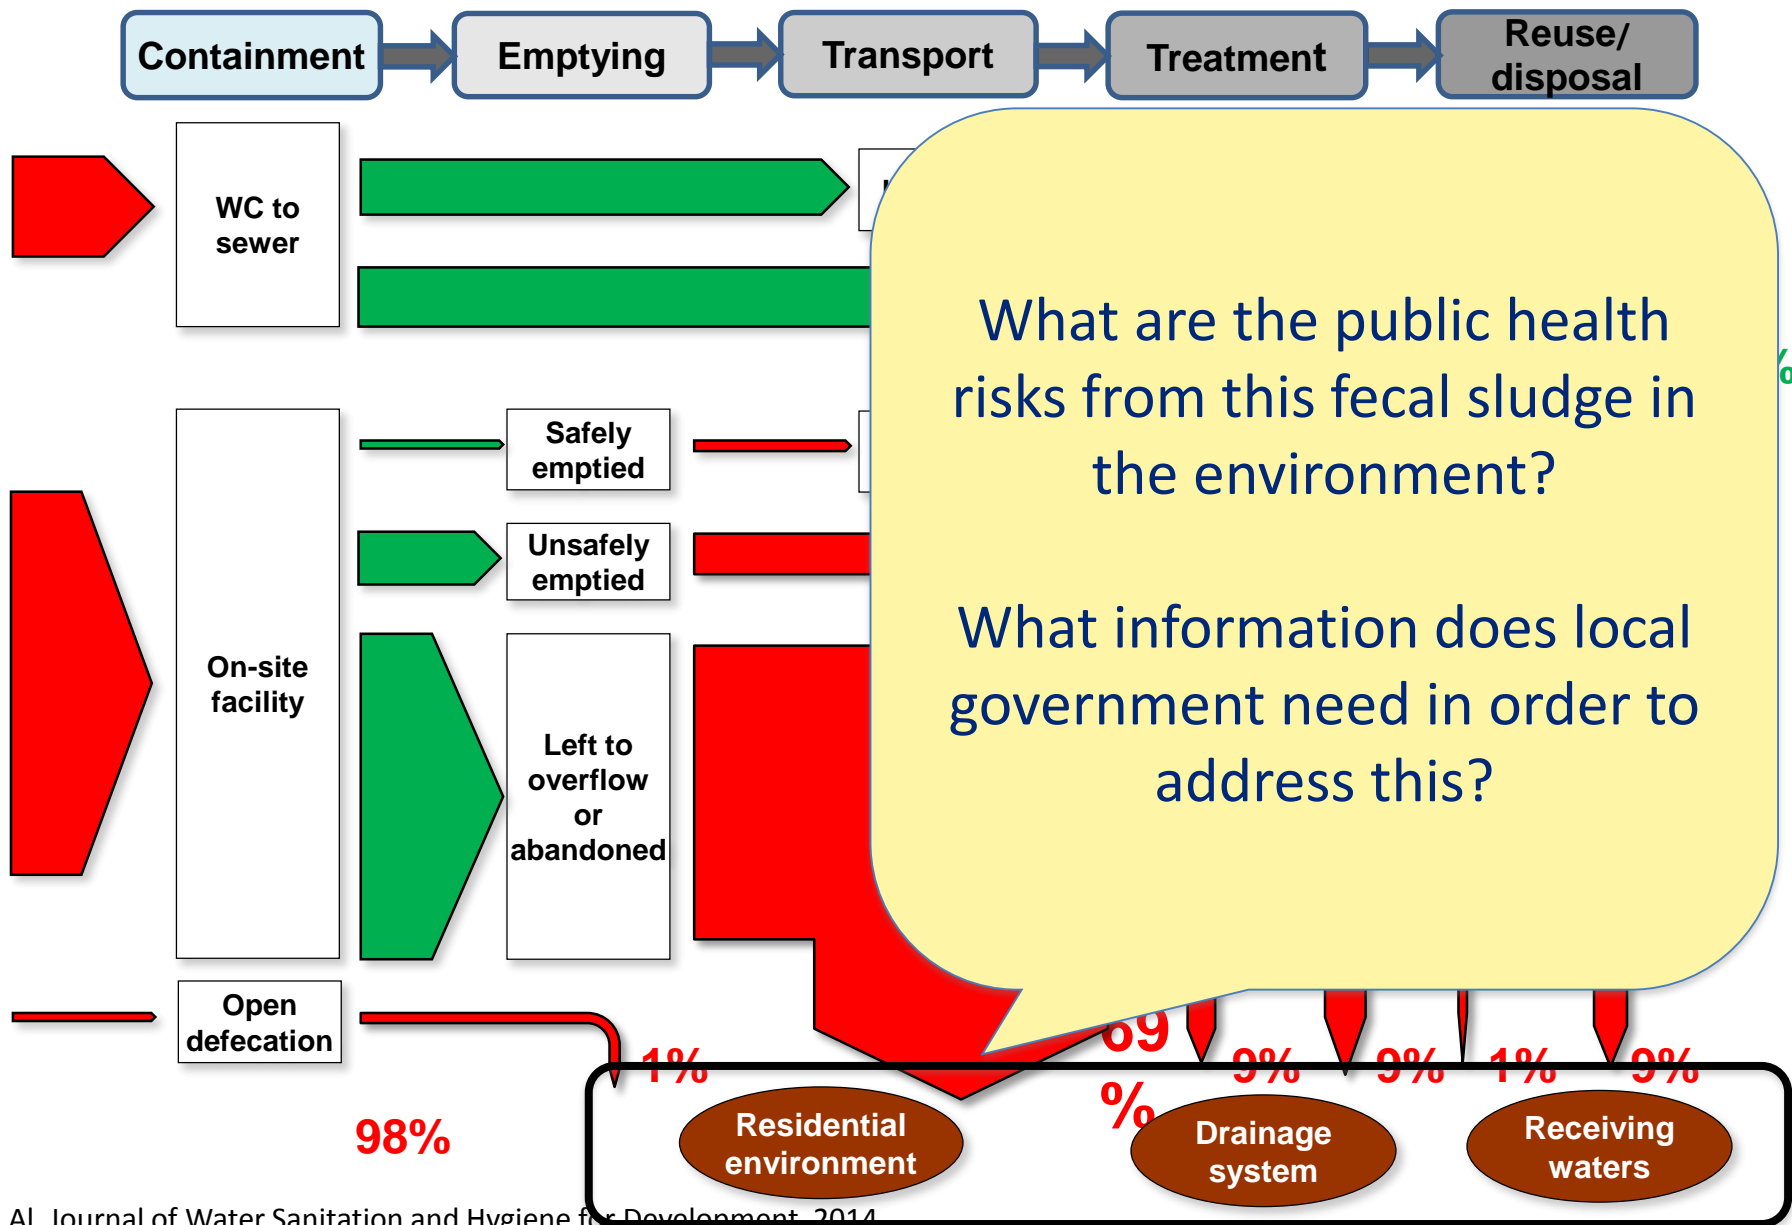 Containment
Emptying
Transport
Treatment
Reuse/
disposal
WC to
sewer
On-site
facility
Safely
emptied
Unsafely
emptied
Left to
overflow
or
abandoned
Open
defecation
What are the public health
risks from this fecal sludge in
the environment?
What information does local
government need in order to
address this?
%
1%
69
%
9%
9%
1%
9%
98%
Residential
environment
Drainage
system
Receiving
waters
Al, Journal of Water Sanitation and Hygiene for Development, 2014